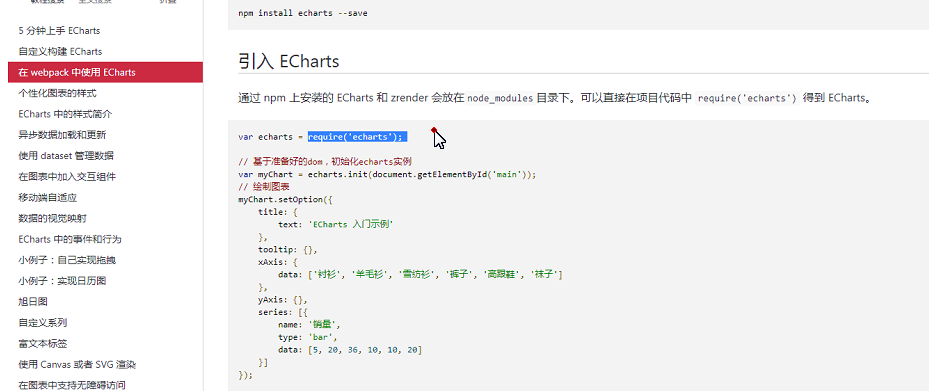 折叠
5 分钟上手 ECharts
自定义构建 ECharts
在 webpack 中使用 ECharts
个性化图表的样式
ECharts 中的样式简介
异步数据加载和更新
使用 dataset 管理数据
在图表中加入交互组件
移动端自适应
数据的视觉映射
ECharts 中的事件和行为
小例子：自己实现拖拽
小例子：实现日历图
旭日图
自定义系列
富文本标签
使用 Canvas 或者 SVG 渲染
在图表中支持无障碍访问
npm install echarts --save
引入 ECharts
通过 npm 上安装的 ECharts 和 zrender 会放在 node_modules 目录下。可以直接在项目代码中 require('echarts') 得到 ECharts。
var echarts = require('echarts');
// 基于准备好的dom，初始化echarts实例
var myChart = echarts.init(document.getElementById('main'));
// 绘制图表
myChart.setOption({
    title: {
        text: 'ECharts 入门示例'
    },
    tooltip: {},
    xAxis: {
        data: ['衬衫', '羊毛衫', '雪纺衫', '裤子', '高跟鞋', '袜子']
    },
    yAxis: {},
    series: [{
        name: '销量',
        type: 'bar',
        data: [5, 20, 36, 10, 10, 20]
    }]
});